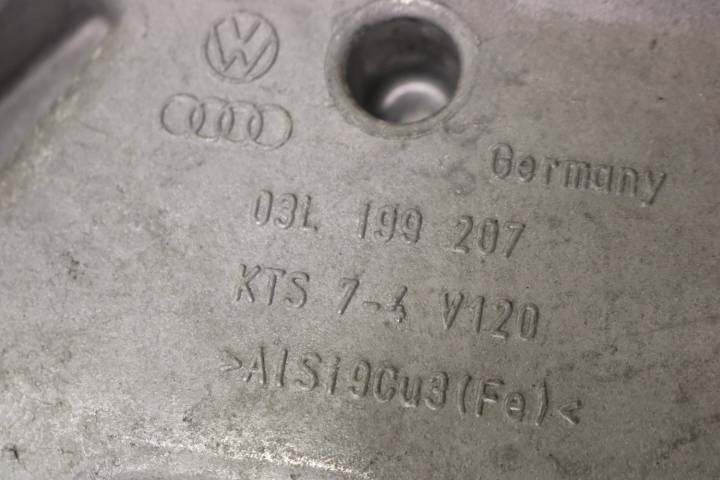 Germany
03L 199 207
KTS 7-4 V120
>AlSi9Cu3(Fe)<